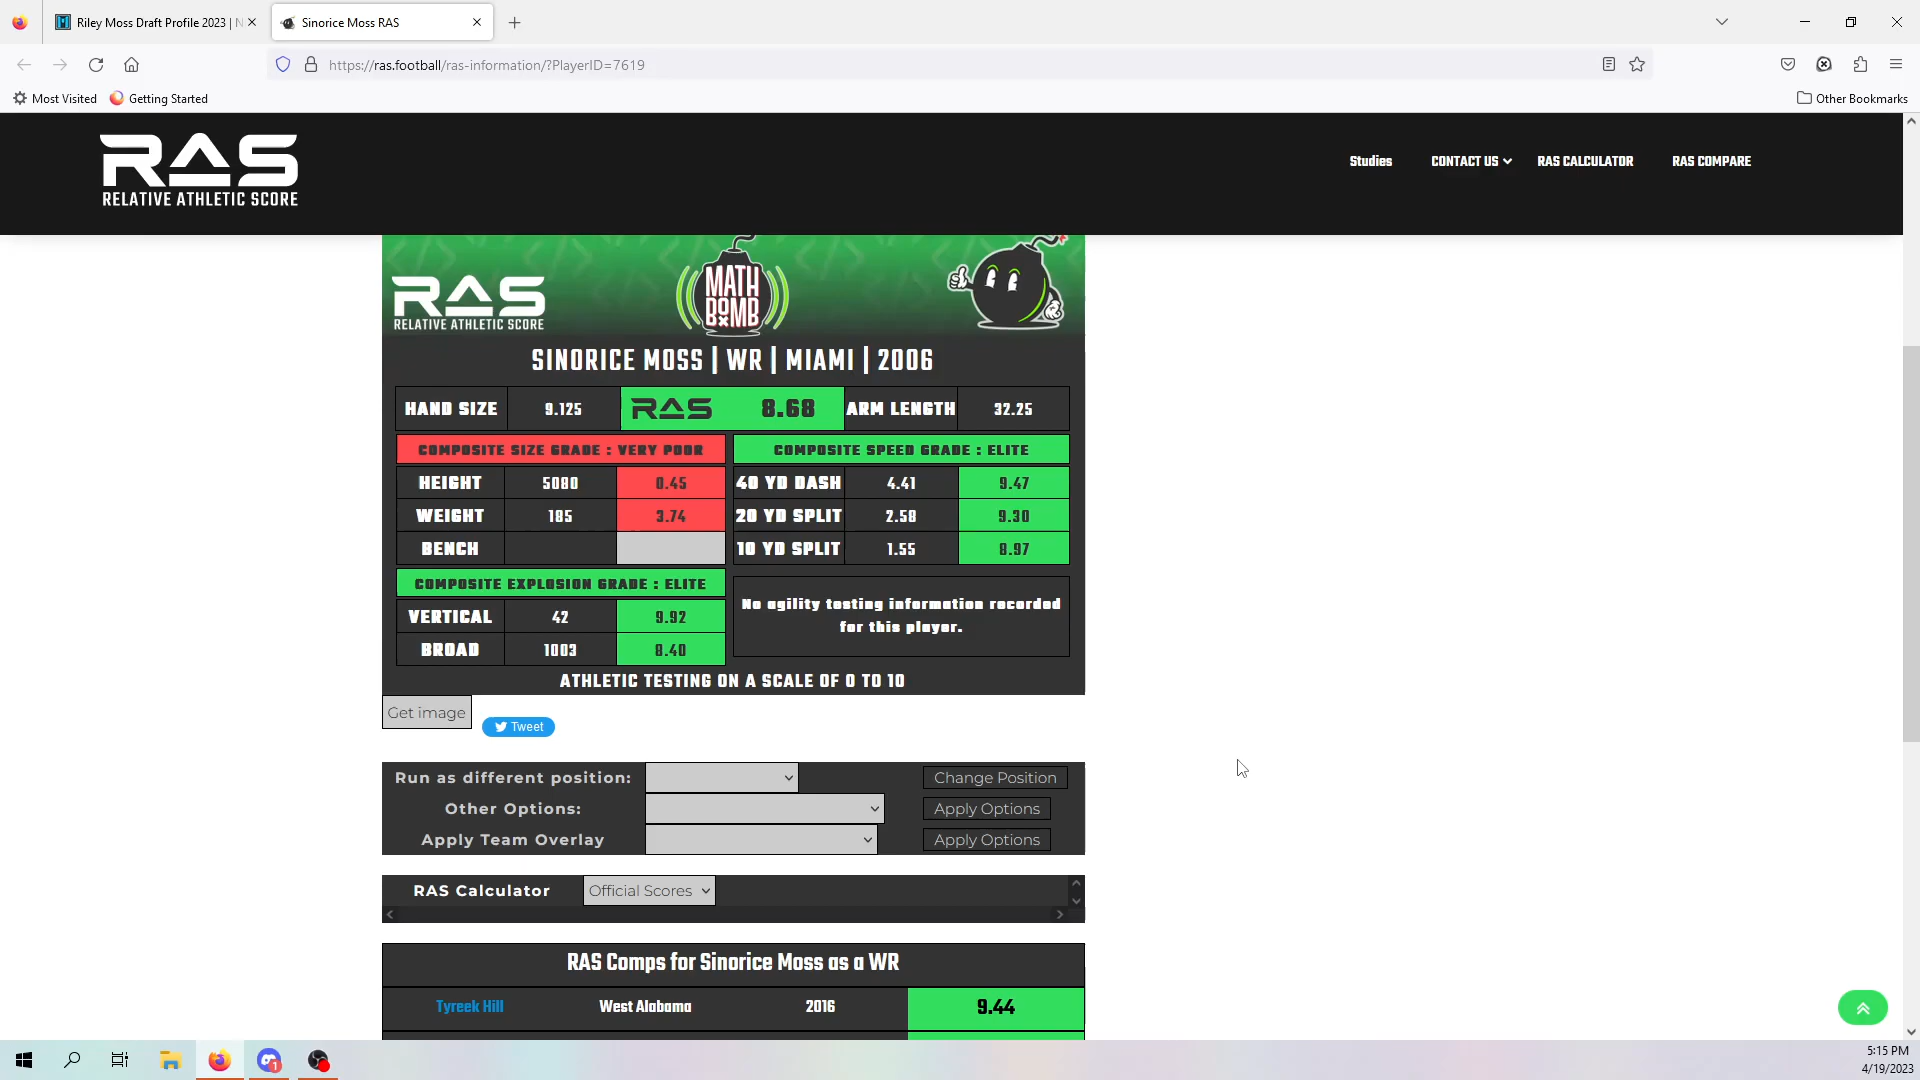 Riley Moss Draft Profile 2023 | N
Sinorice Moss RAS
https://ras.football/ras-information/?PlayerID=7619
Most Visited
Getting Started
Other Bookmarks
RAS
RELATIVE ATHLETIC SCORE
Studies
CONTACT US
RAS CALCULATOR
RAS COMPARE
RAS
RELATIVE ATHLETIC SCORE
MATH
BOMB
SINORICE MOSS | WR | MIAMI | 2006
HAND SIZE 9.125 RAS 8.68 ARM LENGTH 32.25
COMPOSITE SIZE GRADE : VERY POOR
COMPOSITE SPEED GRADE : ELITE
HEIGHT 5080 0.45
40 YD DASH 4.41 9.47
WEIGHT 185 3.74
20 YD SPLIT 2.58 9.30
BENCH
10 YD SPLIT 1.55 8.97
COMPOSITE EXPLOSION GRADE : ELITE
VERTICAL 42 9.92
BROAD 1003 8.40
No agility testing information recorded
for this player.
ATHLETIC TESTING ON A SCALE OF 0 TO 10
Get image
Tweet
Run as different position: Change Position
Other Options: Apply Options
Apply Team Overlay Apply Options
RAS Calculator Official Scores
RAS Comps for Sinorice Moss as a WR
Tyreek Hill West Alabama 2016 9.44
1
5:15 PM
4/19/2023